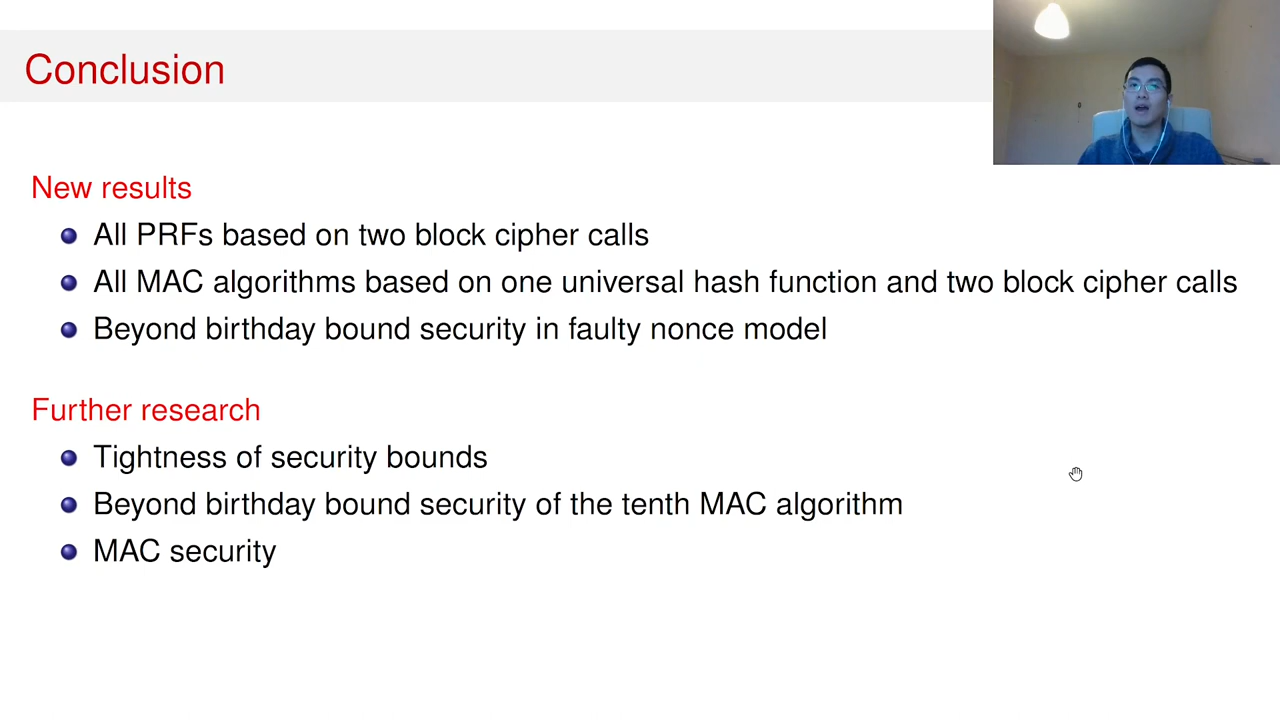 Conclusion
New results
All PRFs based on two block cipher calls
All MAC algorithms based on one universal hash function and two block cipher calls
Beyond birthday bound security in faulty nonce model
Further research
Tightness of security bounds
Beyond birthday bound security of the tenth MAC algorithm
MAC security